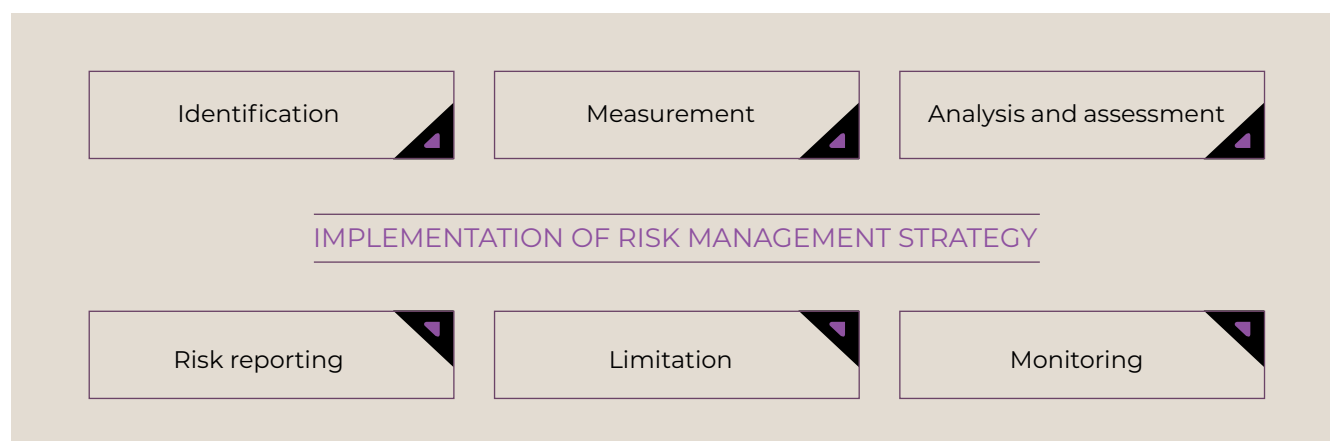 Identification
Measurement
Analysis and assessment
IMPLEMENTATION OF RISK MANAGEMENT STRATEGY
Risk reporting
Limitation
Monitoring